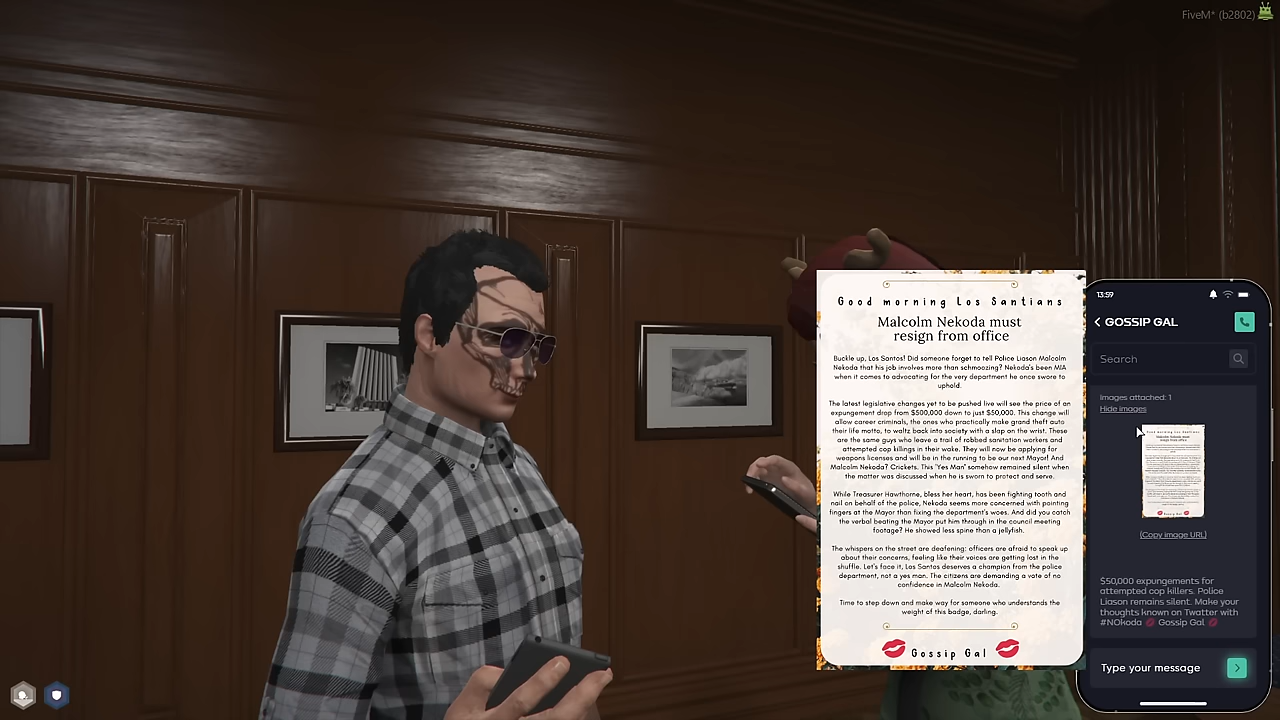 FiveM* (b2802)
Good morning Los Santians
Malcolm Nekoda must
resign from office
Buckle up, Los Santos! Did someone forget to tell Police Liason Malcolm
Nekoda that his job involves more than schmoozing? Nekoda's been MIA
when it comes to advocating for the very department he once swore to
uphold.
The latest legislative changes yet to be pushed live will see the price of an
expungement drop from $500,000 down to just $50,000. This change will
allow career criminals, the ones who practically make grand theft auto
their life motto, to waltz back into society with a slap on the wrist. These
are the same guys who leave a trail of robbed sanitation workers and
attempted cop killings in their wake. They will now be applying for
weapons licenses and will be in the running to be our next Mayor! And
Malcolm Nekoda? Crickets. This "Yes Man" somehow remained silent when
the matter was discussed when he is sworn to protect and serve.
While Treasurer Hawthorne, bless her heart, has been fighting tooth and
nail on behalf of the police, Nekoda seems more concerned with pointing
fingers at the Mayor than fixing the department's woes. And did you catch
the verbal beating the Mayor put him through in the council meeting
footage? He showed less spine than a jellyfish.
The whispers on the street are deafening: officers are afraid to speak up
about their concerns, feeling like their voices are getting lost in the
shuffle. Let's face it, Los Santos deserves a champion from the police
department, not a yes man. The citizens are demanding a vote of no
confidence in Malcolm Nekoda.
Time to step down and make way for someone who understands the
weight of this badge, darling.
Gossip Gal
13:59
GOSSIP GAL
Search
Images attached: 1
Hide images
(Copy image URL)
$50,000 expungements for
attempted cop killers. Police
Liason remains silent. Make your
thoughts known on Twatter with
#NOkoda 💋 Gossip Gal 💋
Type your message